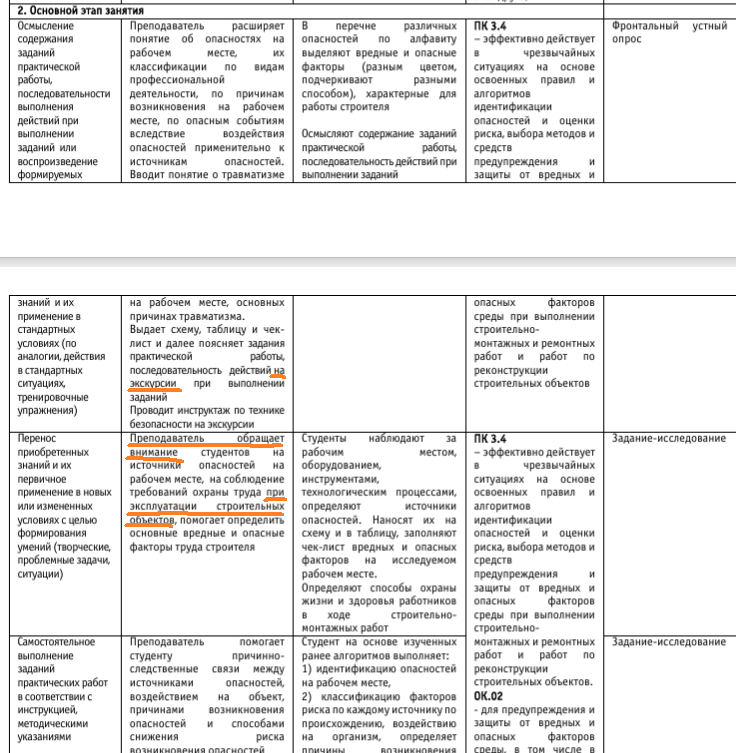 2. Основной этап занятия
Осмысление
содержания
заданий
практической
работы,
последовательности
выполнения
действий при
выполнении
заданий или
воспроизведение
формируемых
Преподаватель расширяет
понятие об опасностях на
рабочем месте, их
классификации по видам
профессиональной
деятельности, по причинам
возникновения на рабочем
месте, по опасным событиям
вследствие воздействия
опасностей применительно к
источникам опасностей.
Вводит понятие о травматизме
В перечне различных
опасностей по алфавиту
выделяют вредные и опасные
факторы (разным цветом,
подчеркивают разными
способом), характерные для
работы строителя
Осмысляют содержание заданий
практической работы,
последовательность действий при
выполнении заданий
ПК 3.4
– эффективно действует
в чрезвычайных
ситуациях на основе
освоенных правил и
алгоритмов
идентификации
опасностей и оценки
риска, выбора методов и
средств
предупреждения и
защиты от вредных и
Фронтальный устный
опрос
знаний и их
применение в
стандартных
условиях (по
аналогии, действия
в стандартных
ситуациях,
тренировочные
упражнения)
на рабочем месте, основных
причинах травматизма.
Выдает схему, таблицу и чек-
лист и далее поясняет задания
практической работы,
последовательность действий на
экскурсии при выполнении
заданий
Проводит инструктаж по технике
безопасности на экскурсии
опасных факторов
среды при выполнении
строительно-
монтажных и ремонтных
работ и работ по
реконструкции
строительных объектов
Перенос
приобретенных
знаний и их
первичное
применение в новых
или измененных
условиях с целью
формирования
умений (творческие,
проблемные задачи,
ситуации)
Преподаватель обращает
внимание студентов на
источники опасностей на
рабочем месте, на соблюдение
требований охраны труда при
эксплуатации строительных
объектов, помогает определить
основные вредные и опасные
факторы труда строителя
Студенты наблюдают за
рабочим местом,
оборудованием,
инструментами,
технологическим процессами,
определяют источники
опасностей. Наносят их на
схему и в таблицу, заполняют
чек-лист вредных и опасных
факторов на исследуемом
рабочем месте.
Определяют способы охраны
жизни и здоровья работников
в ходе строительно-
монтажных работ
ПК 3.4
– эффективно действует
в чрезвычайных
ситуациях на основе
освоенных правил и
алгоритмов
идентификации
опасностей и оценки
риска, выбора методов и
средств
предупреждения и
защиты от вредных и
опасных факторов
среды при выполнении
строительно-
монтажных и ремонтных
работ и работ по
реконструкции
строительных объектов.
ОК.02
- для предупреждения и
защиты от вредных и
опасных факторов
среды, в том числе в
Задание-исследование
Самостоятельное
выполнение
заданий
практических работ
в соответствии с
инструкцией,
методическими
указаниями
Преподаватель помогает
студенту причинно-
следственные связи между
источниками опасностей,
воздействием на объект,
причинами возникновения
опасностей и способами
снижения риска
возникновения опасностей
Студент на основе изученных
ранее алгоритмов выполняет:
1) идентификацию опасностей
на рабочем месте,
2) классификацию факторов
риска по каждому источнику по
происхождению, воздействию
на организм, определяет
причины возникновения
Задание-исследование